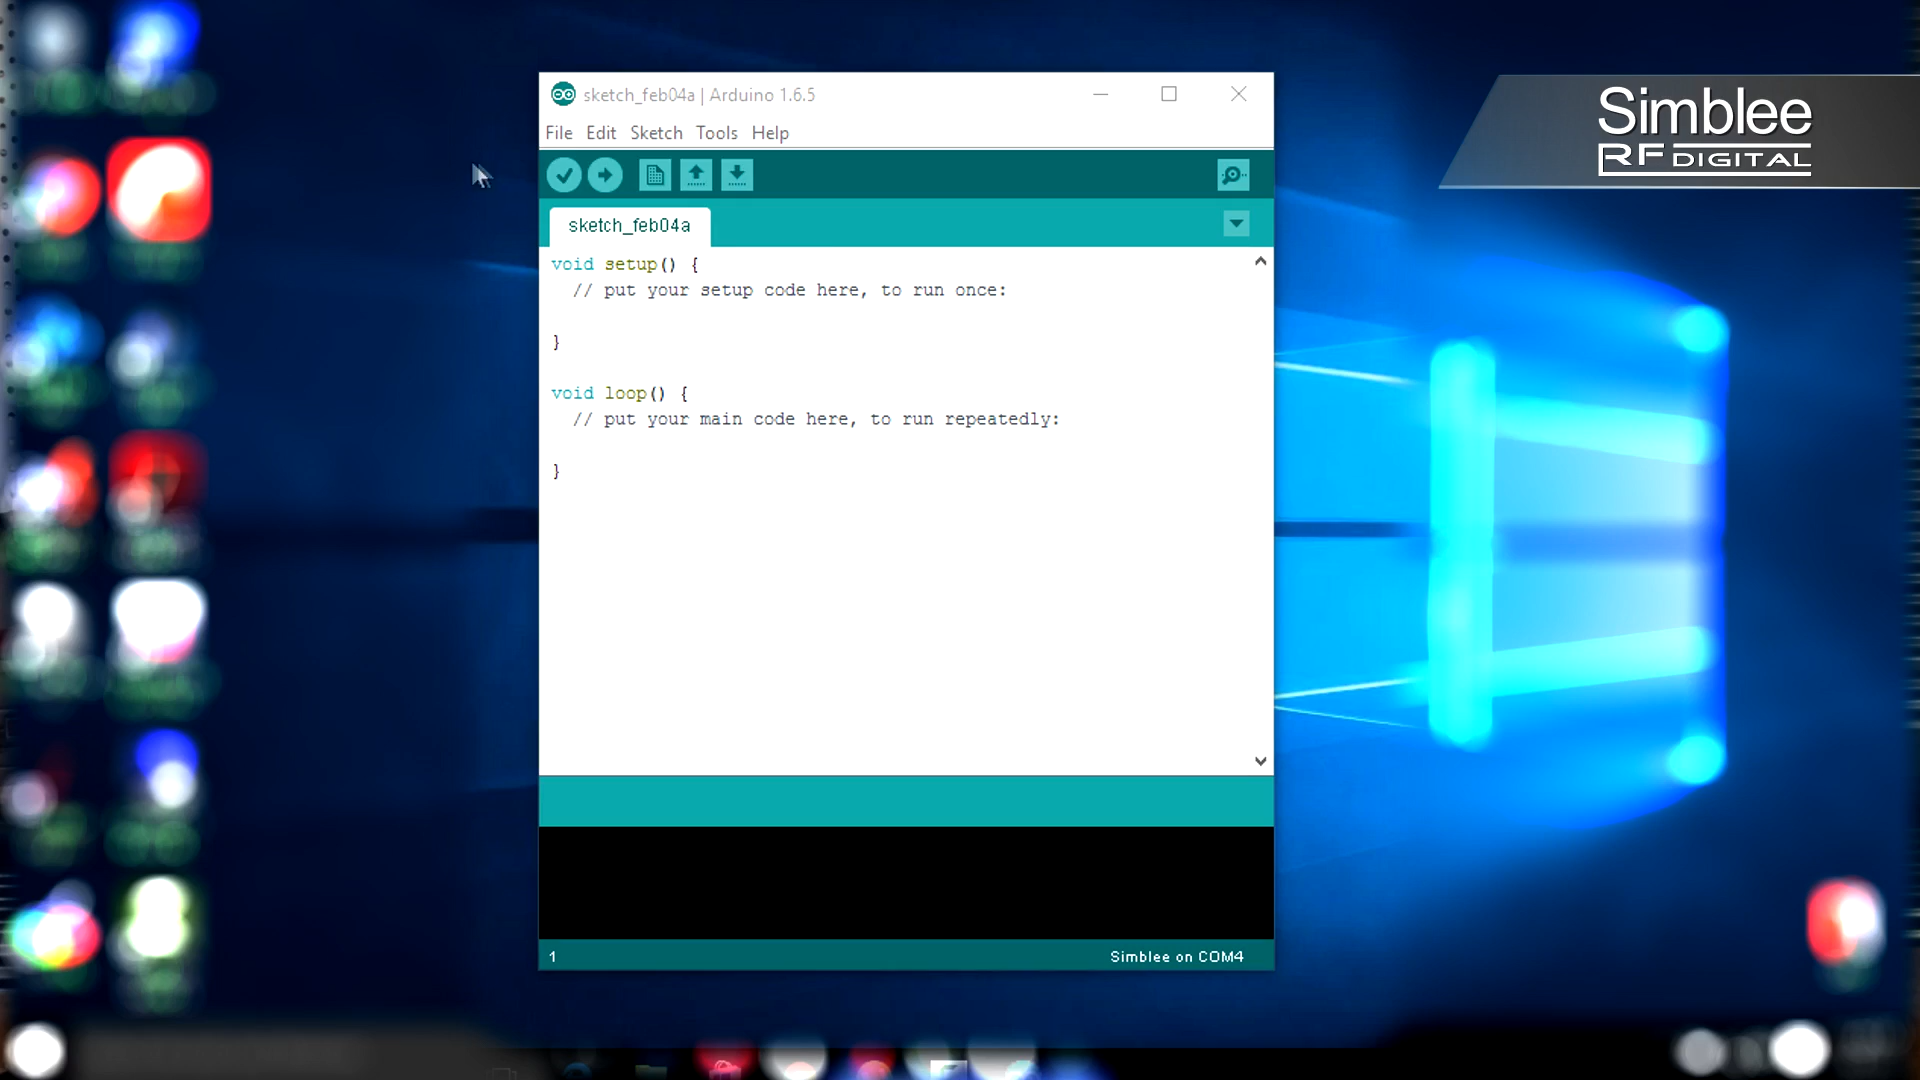 sketch_feb04a | Arduino 1.6.5
File Edit Sketch Tools Help
sketch_feb04a
void setup() {
// put your setup code here, to run once:
}
void loop() {
// put your main code here, to run repeatedly:
}
1
Simblee on COM4
Simblee
RF DIGITAL